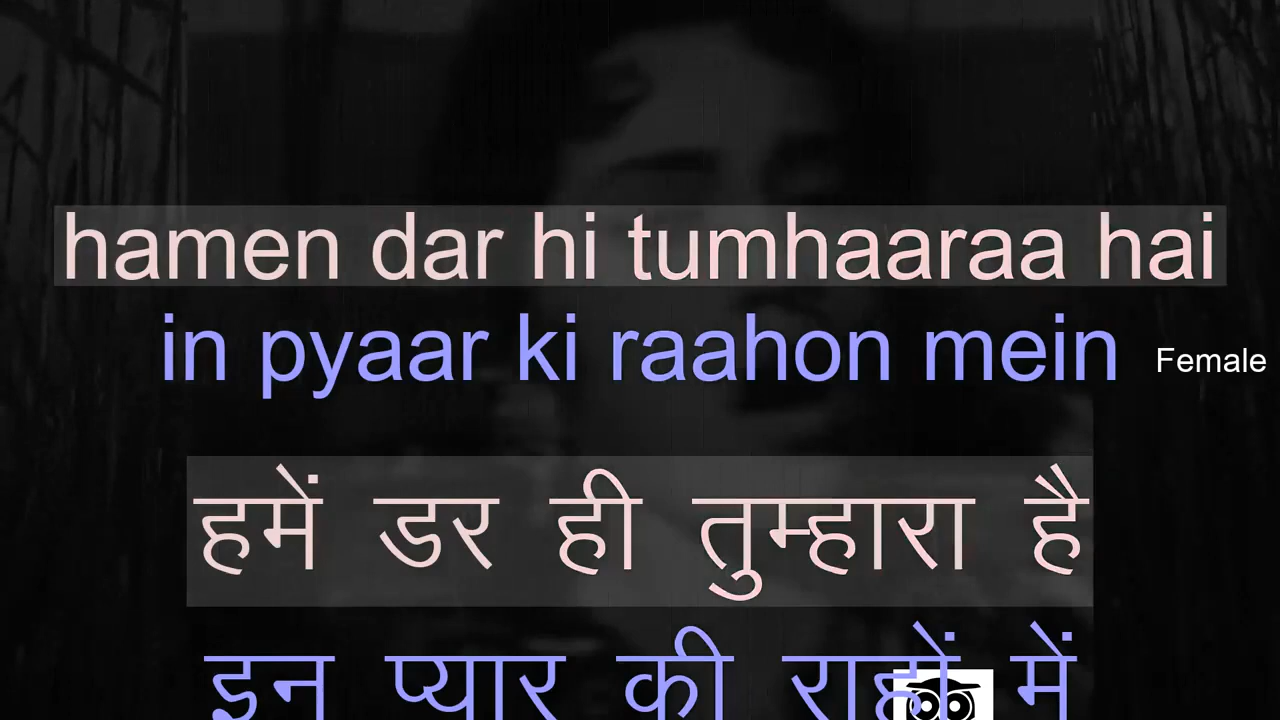 hamen dar hi tumhaaraa hai
in pyaar ki raahon mein
Female
हमें डर ही तुम्हारा है
इन प्यार की राहों में